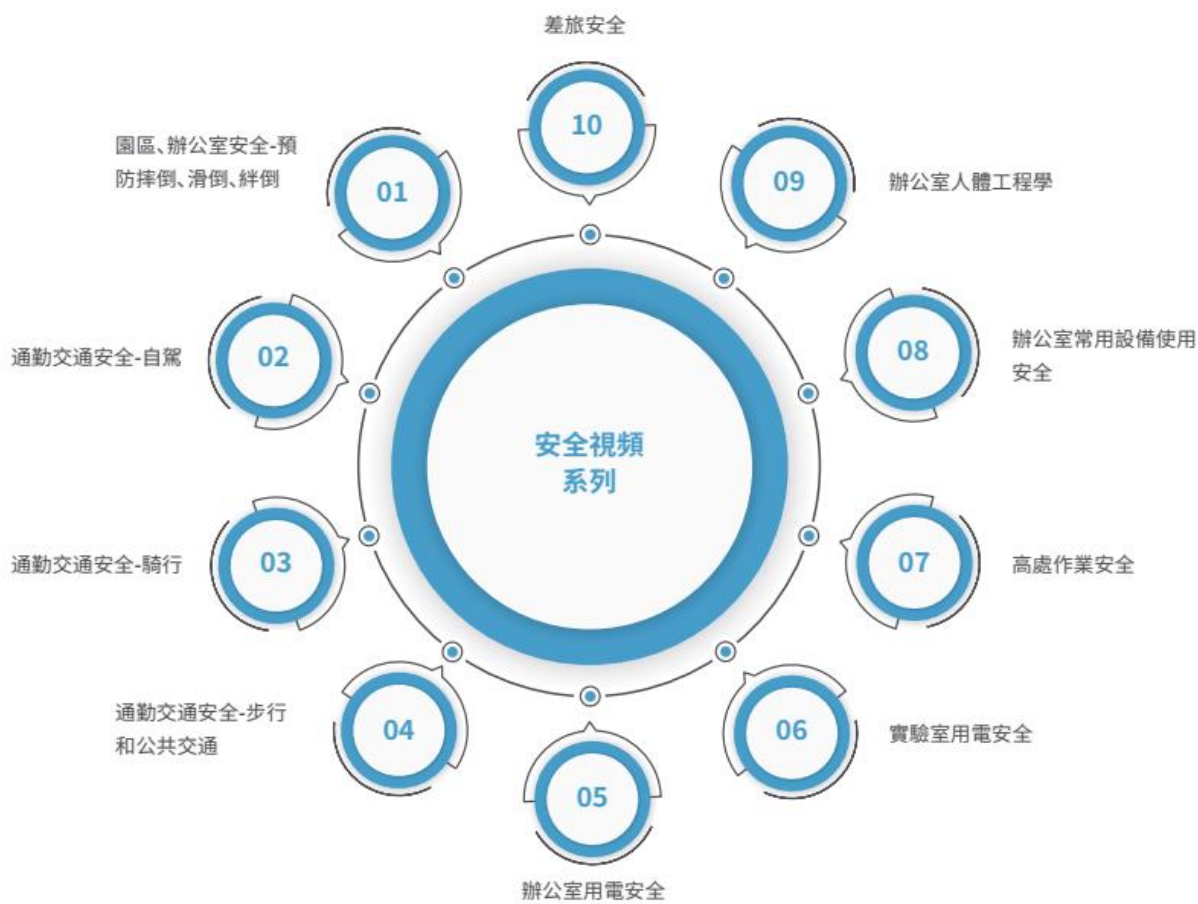 安全視頻
系列
01
園區、辦公室安全-預
防摔倒、滑倒、絆倒
02
通勤交通安全-自駕
03
通勤交通安全-騎行
04
通勤交通安全-步行
和公共交通
05
辦公室用電安全
06
實驗室用電安全
07
高處作業安全
08
辦公室常用設備使用
安全
09
辦公室人體工程學
10
差旅安全